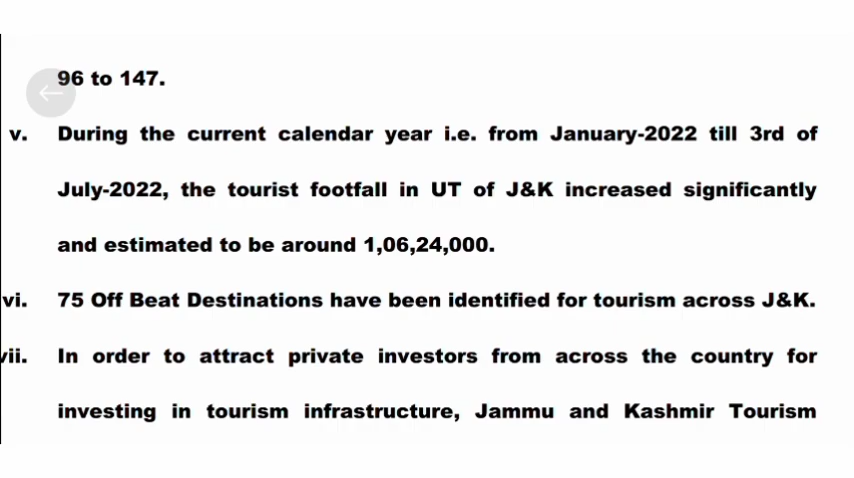 96 to 147.
v. During the current calendar year i.e. from January-2022 till 3rd of
July-2022, the tourist footfall in UT of J&K increased significantly
and estimated to be around 1,06,24,000.
vi. 75 Off Beat Destinations have been identified for tourism across J&K.
vii. In order to attract private investors from across the country for
investing in tourism infrastructure, Jammu and Kashmir Tourism